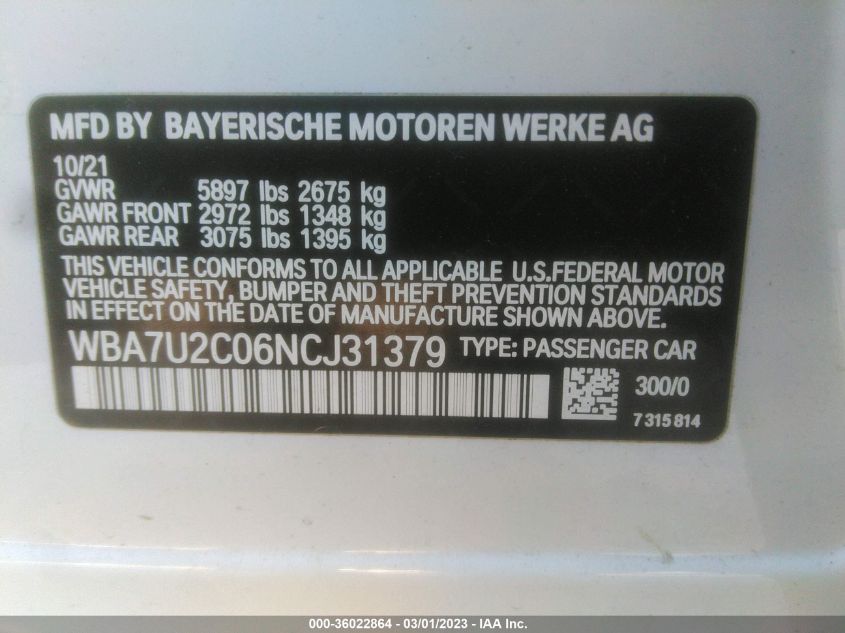 MFD BY BAYERISCHE MOTOREN WERKE AG
10/21
GVWR 5897 lbs 2675 kg
GAWR FRONT 2972 lbs 1348 kg
GAWR REAR 3075 lbs 1395 kg
THIS VEHICLE CONFORMS TO ALL APPLICABLE U.S.FEDERAL MOTOR
VEHICLE SAFETY, BUMPER AND THEFT PREVENTION STANDARDS
IN EFFECT ON THE DATE OF MANUFACTURE SHOWN ABOVE.
WBA7U2C06NCJ31379 TYPE: PASSENGER CAR
300/0
7 315 814
000-36022864 - 03/01/2023 - IAA Inc.